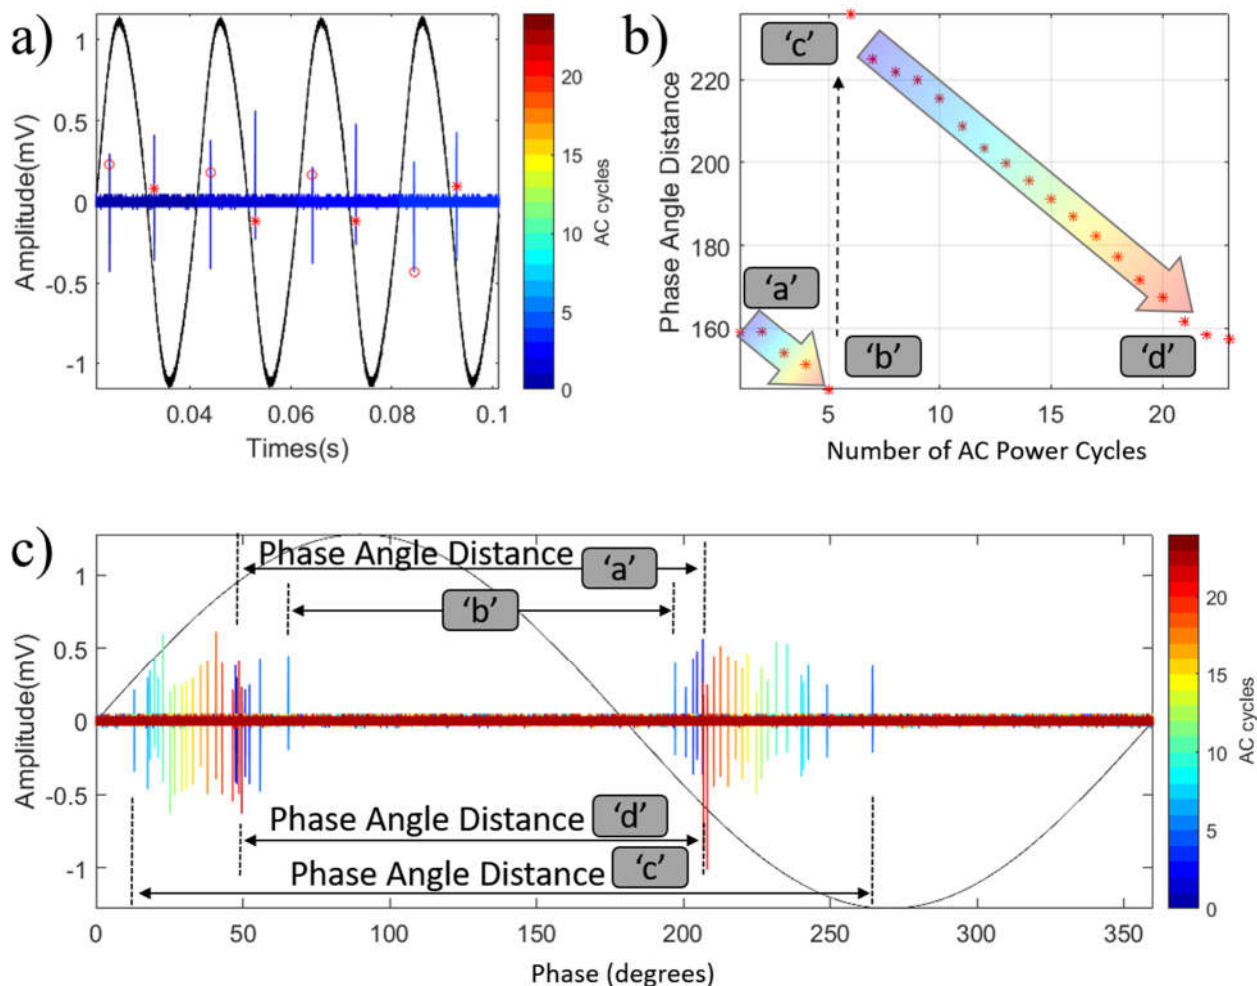 a)
Amplitude(mV)
1
0.5
0
-0.5
-1
0.04 0.06 0.08 0.1
Times(s)
20
15
10
5
0
AC cycles
b)
Phase Angle Distance
220
200
180
160
‘c’
‘a’
‘b’
‘d’
5 10 15 20
Number of AC Power Cycles
c)
Amplitude(mV)
1
0.5
0
-0.5
-1
Phase Angle Distance ‘a’
‘b’
Phase Angle Distance ‘d’
Phase Angle Distance ‘c’
0 50 100 150 200 250 300 350
Phase (degrees)
20
15
10
5
0
AC cycles